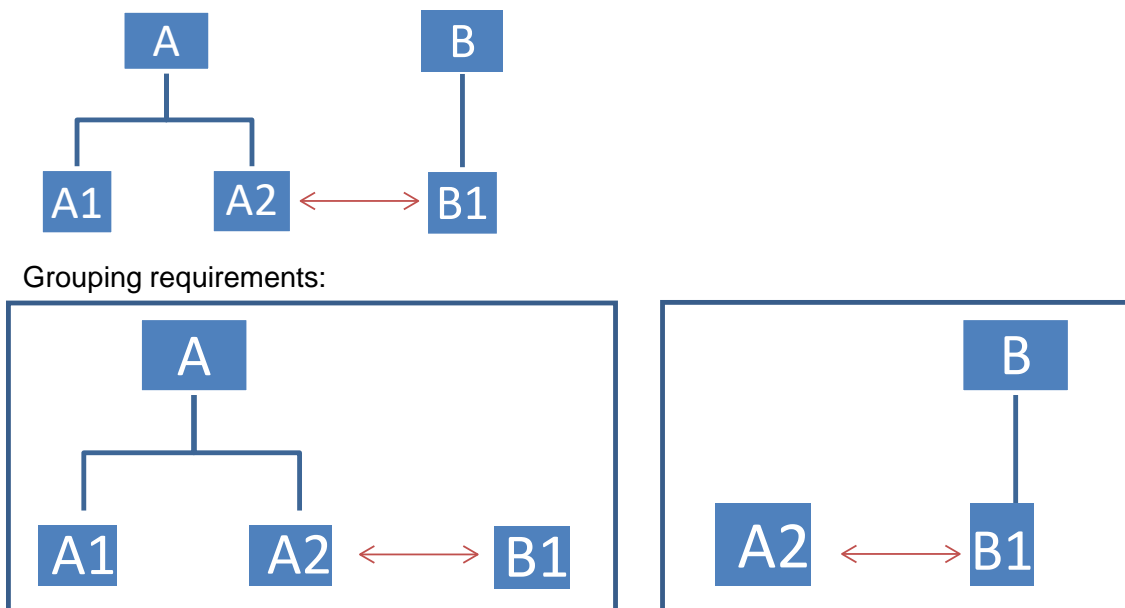 A B
A1 A2 B1
Grouping requirements:
A B
A1 A2 B1 A2 B1